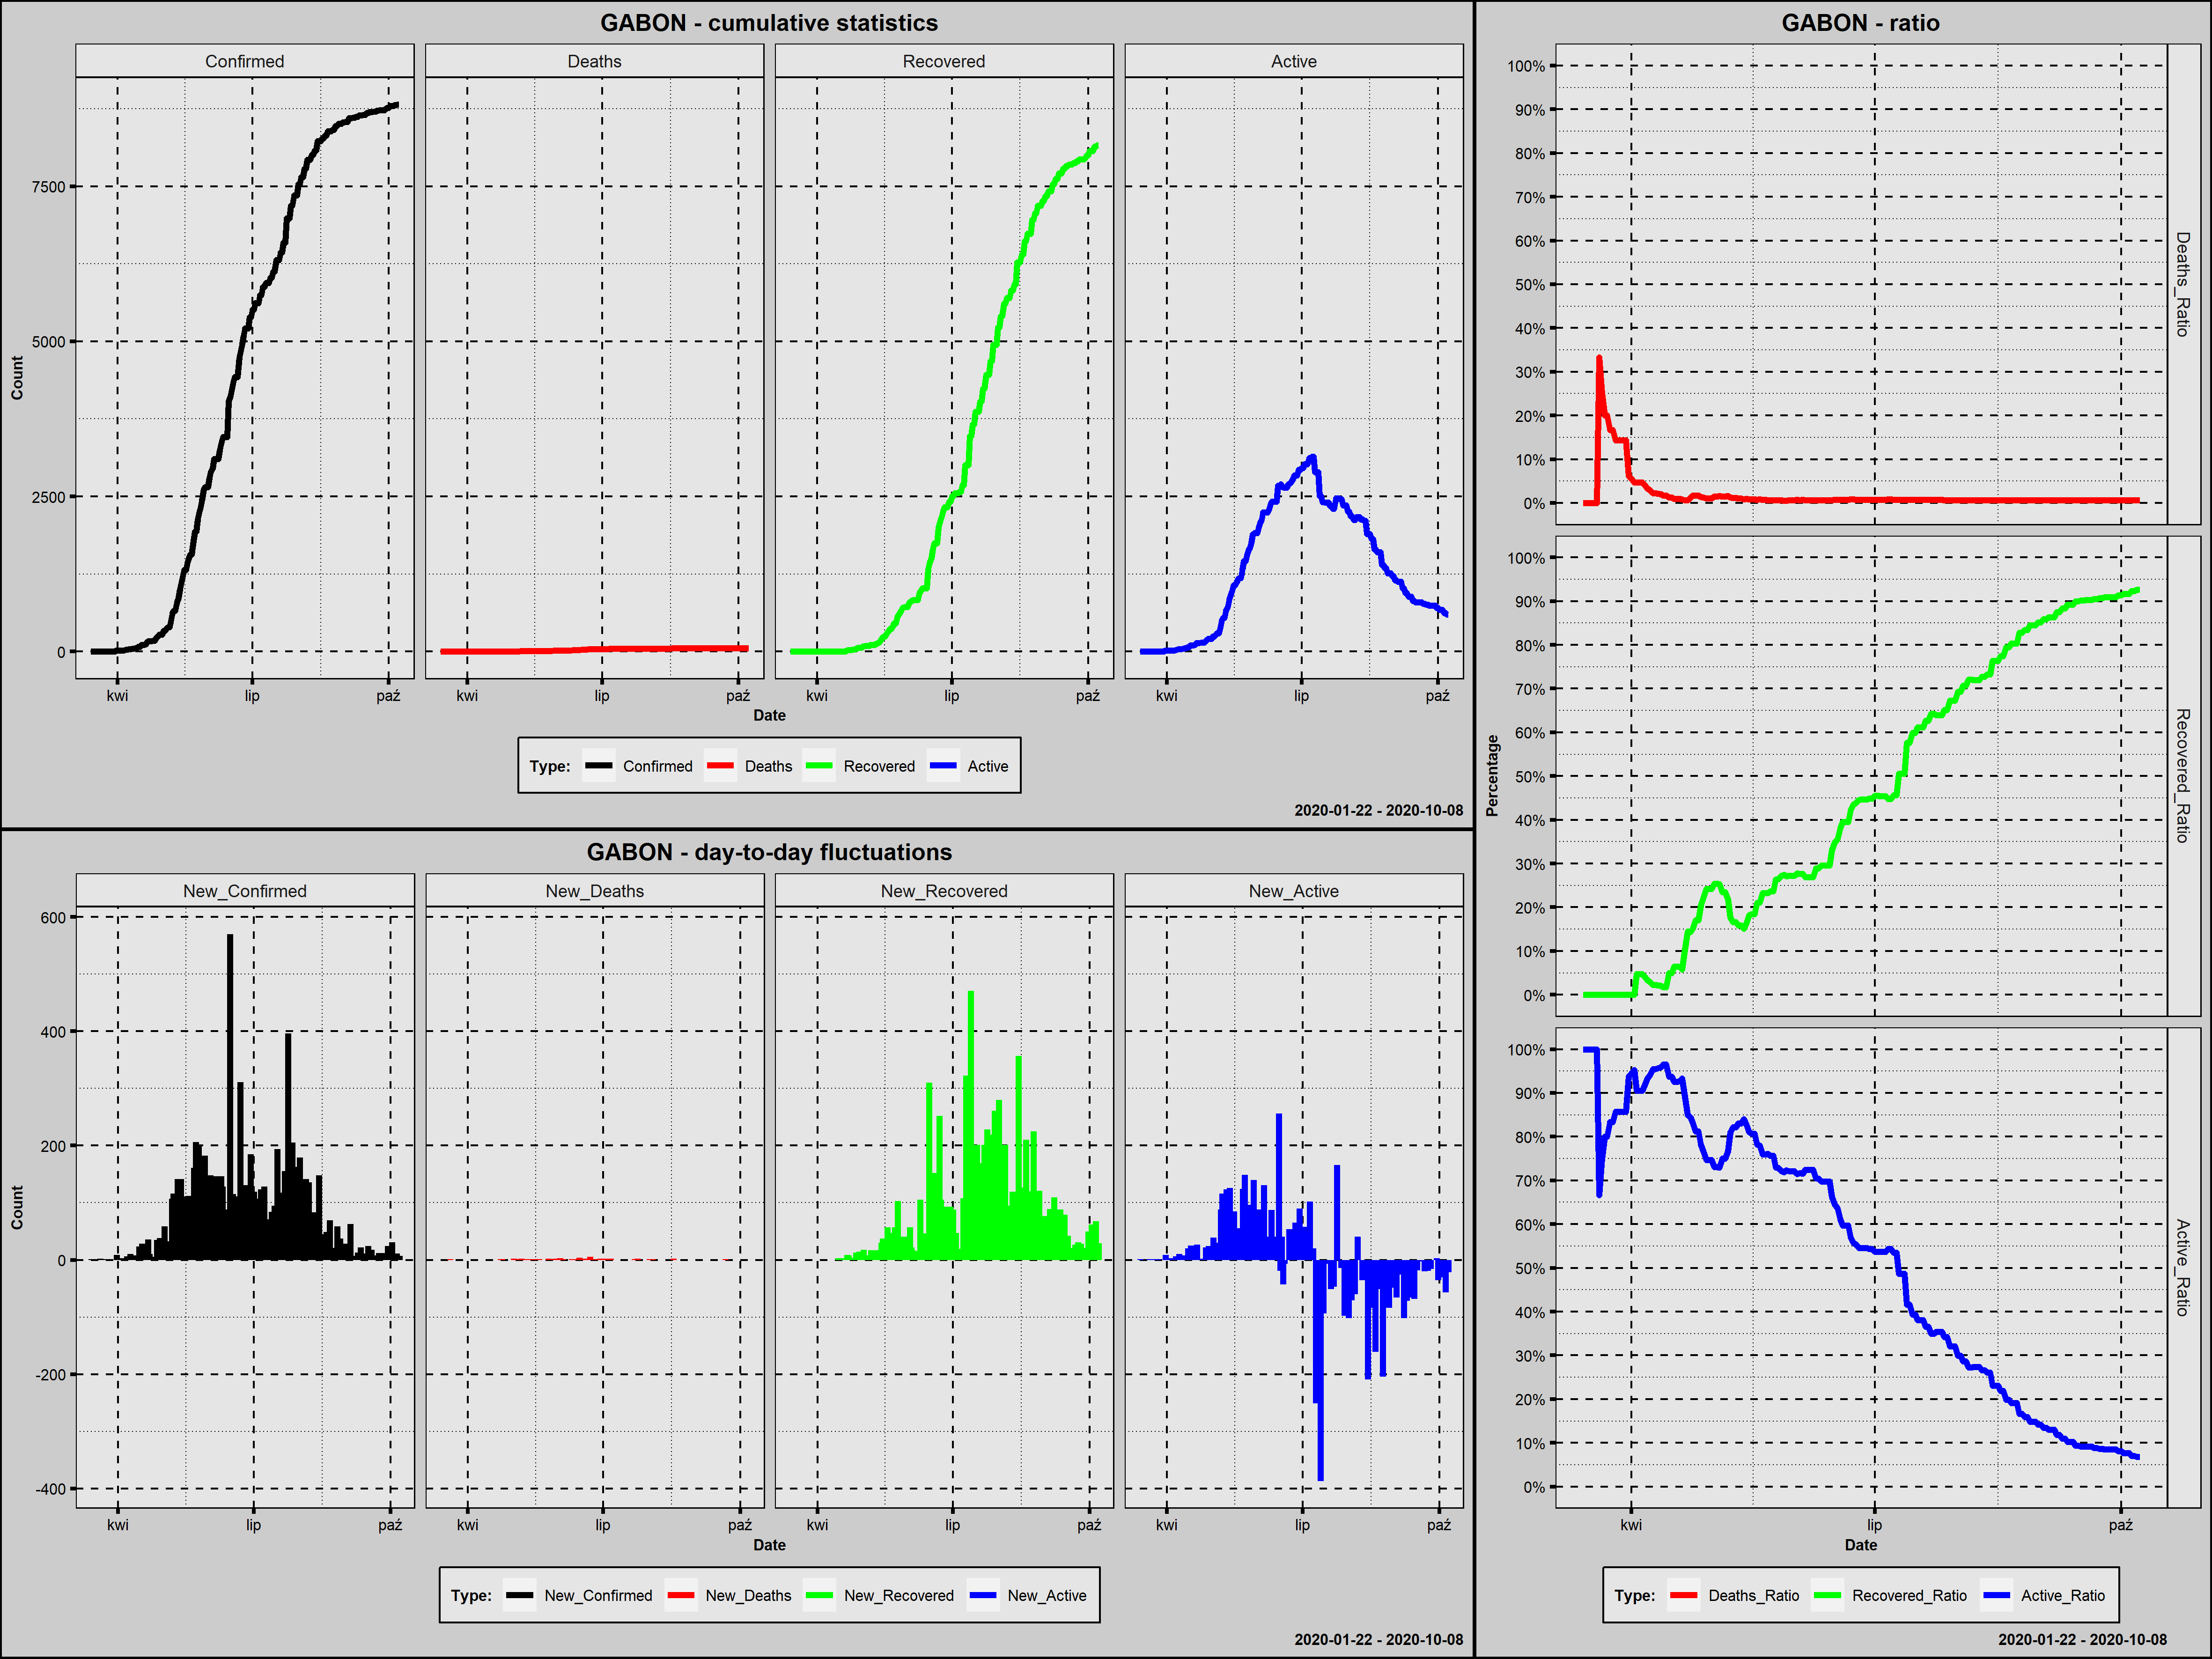 GABON - cumulative statistics
Confirmed Deaths Recovered Active
Count
7500
5000
2500
0
kwi lip paź kwi lip paź kwi lip paź kwi lip paź
Date
Type: Confirmed Deaths Recovered Active
2020-01-22 - 2020-10-08
GABON - day-to-day fluctuations
New_Confirmed New_Deaths New_Recovered New_Active
Count
600
400
200
0
-200
-400
kwi lip paź kwi lip paź kwi lip paź kwi lip paź
Date
Type: New_Confirmed New_Deaths New_Recovered New_Active
2020-01-22 - 2020-10-08
GABON - ratio
Percentage
100%
90%
80%
70%
60%
50%
40%
30%
20%
10%
0%
Deaths_Ratio
100%
90%
80%
70%
60%
50%
40%
30%
20%
10%
0%
Recovered_Ratio
100%
90%
80%
70%
60%
50%
40%
30%
20%
10%
0%
Active_Ratio
kwi lip paź
Date
Type: Deaths_Ratio Recovered_Ratio Active_Ratio
2020-01-22 - 2020-10-08